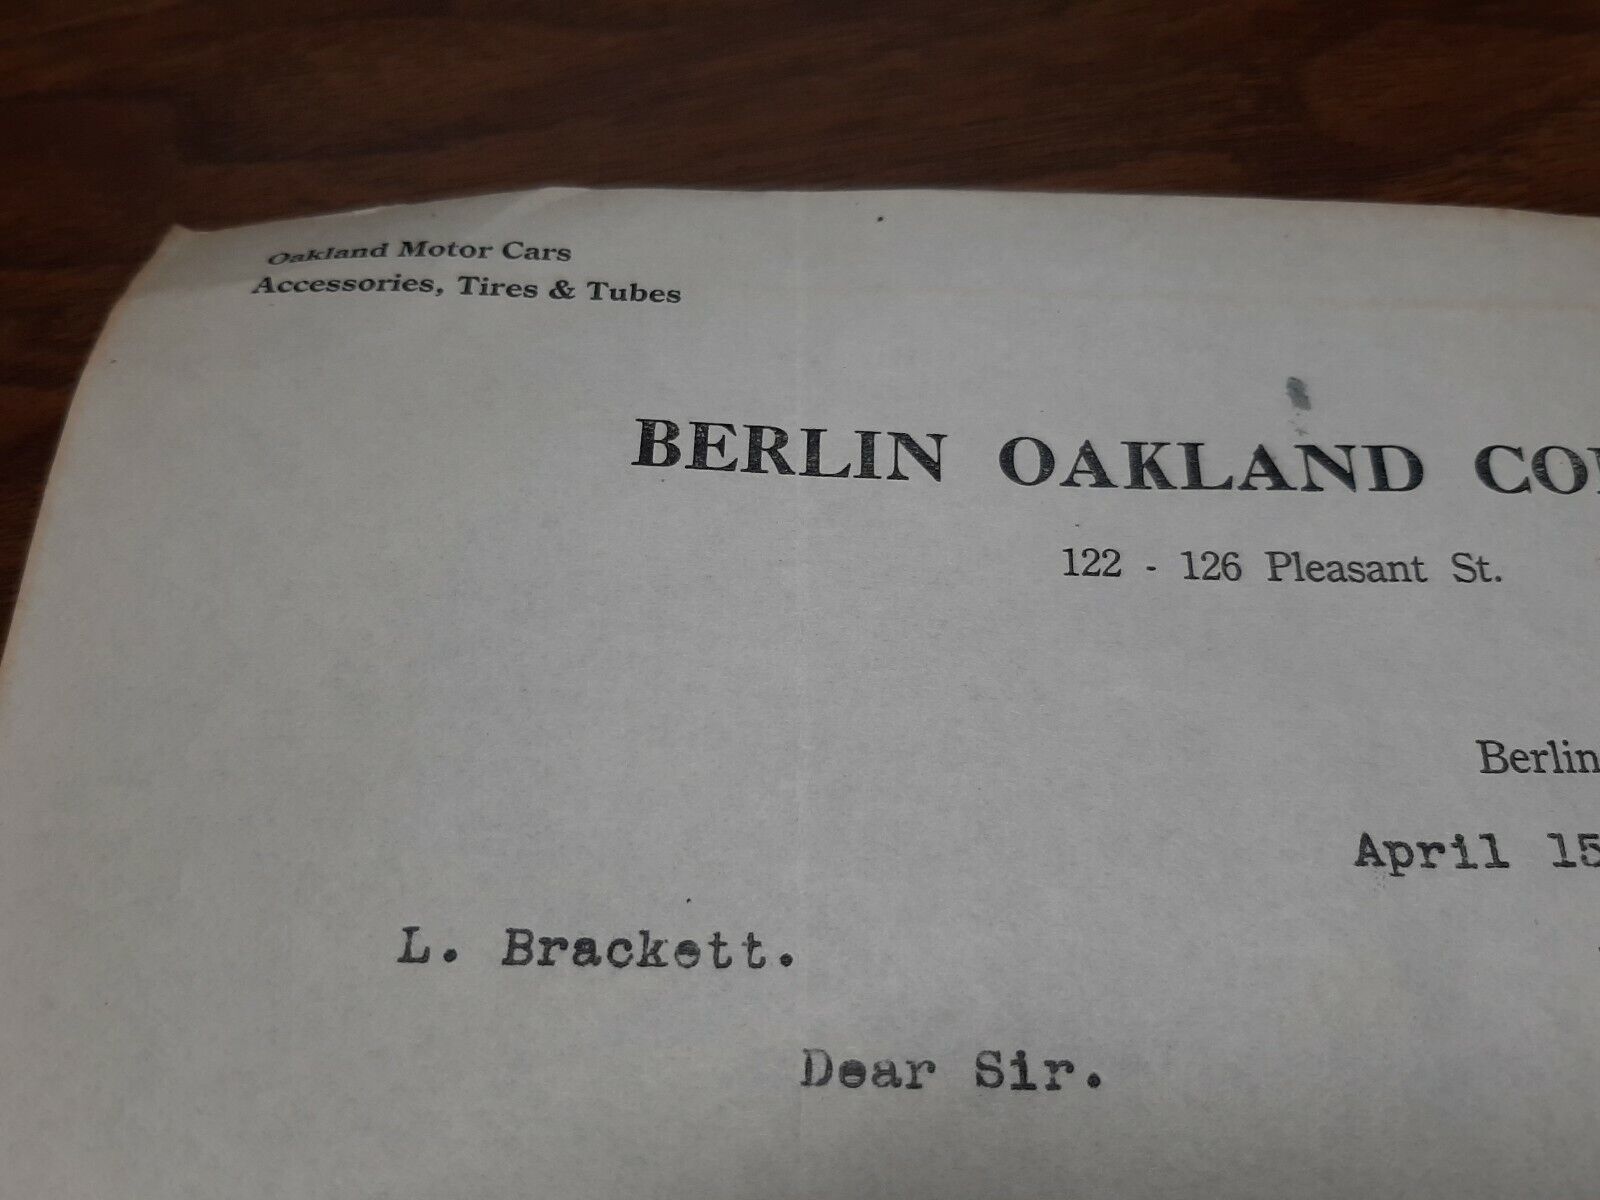 Oakland Motor Cars
Accessories, Tires & Tubes
BERLIN OAKLAND CO
122 - 126 Pleasant St.
Berlin
April 15
L. Brackett.
Dear Sir.